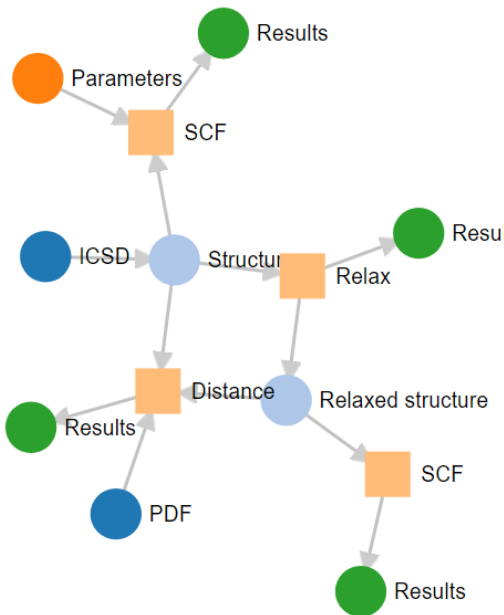 Results
Parameters
SCF
Resu
ICSD
Structur
Relax
Distance
Relaxed structure
Results
SCF
PDF
Results